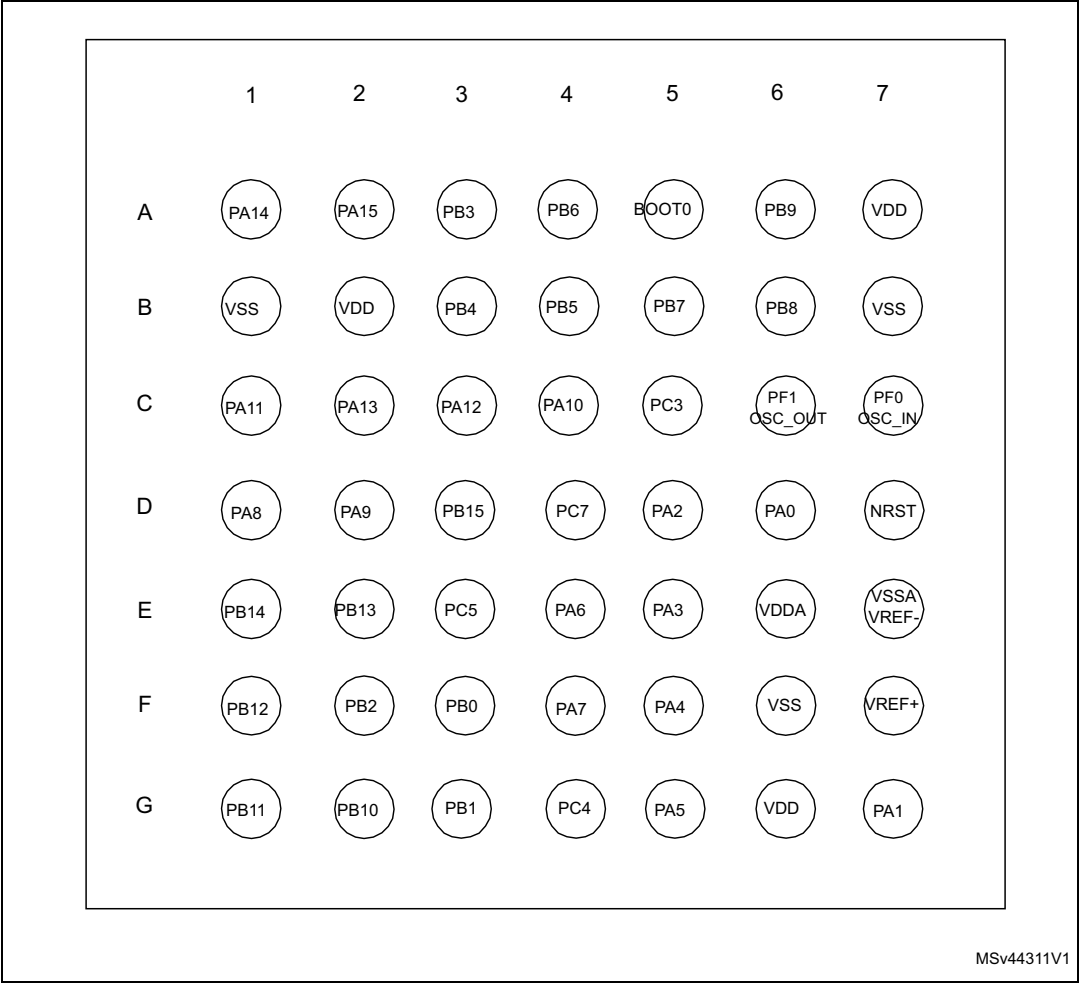 1 2 3 4 5 6 7
A PA14 PA15 PB3 PB6 BOOT0 PB9 VDD
B VSS VDD PB4 PB5 PB7 PB8 VSS
C PA11 PA13 PA12 PA10 PC3 PF1 OSC_OUT PF0 OSC_IN
D PA8 PA9 PB15 PC7 PA2 PA0 NRST
E PB14 PB13 PC5 PA6 PA3 VDDA VSSA VREF-
F PB12 PB2 PB0 PA7 PA4 VSS VREF+
G PB11 PB10 PB1 PC4 PA5 VDD PA1
MSv44311V1